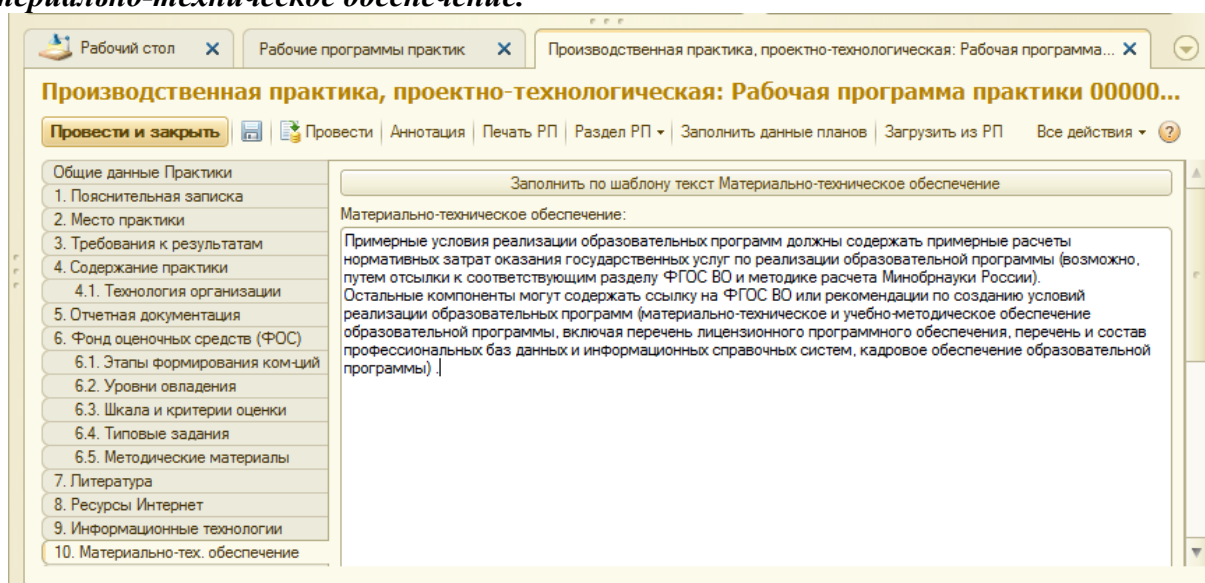 териально-техническое обеспечение.
Рабочий стол Рабочие программы практик Производственная практика, проектно-технологическая: Рабочая программа...
Производственная практика, проектно-технологическая: Рабочая программа практики 00000...
Провести и закрыть Провести Аннотация Печать РП Раздел РП Заполнить данные планов Загрузить из РП Все действия ?
Общие данные Практики
1. Пояснительная записка
2. Место практики
3. Требования к результатам
4. Содержание практики
4.1. Технология организации
5. Отчетная документация
6. Фонд оценочных средств (ФОС)
6.1. Этапы формирования ком-ций
6.2. Уровни овладения
6.3. Шкала и критерии оценки
6.4. Типовые задания
6.5. Методические материалы
7. Литература
8. Ресурсы Интернет
9. Информационные технологии
10. Материально-тех. обеспечение
Заполнить по шаблону текст Материально-техническое обеспечение
Материально-техническое обеспечение:
Примерные условия реализации образовательных программ должны содержать примерные расчеты
нормативных затрат оказания государственных услуг по реализации образовательной программы (возможно,
путем отсылки к соответствующим разделу ФГОС ВО и методике расчета Минобрнауки России).
Остальные компоненты могут содержать ссылку на ФГОС ВО или рекомендации по созданию условий
реализации образовательных программ (материально-техническое и учебно-методическое обеспечение
образовательной программы, включая перечень лицензионного программного обеспечения, перечень и состав
профессиональных баз данных и информационных справочных систем, кадровое обеспечение образовательной
программы) .